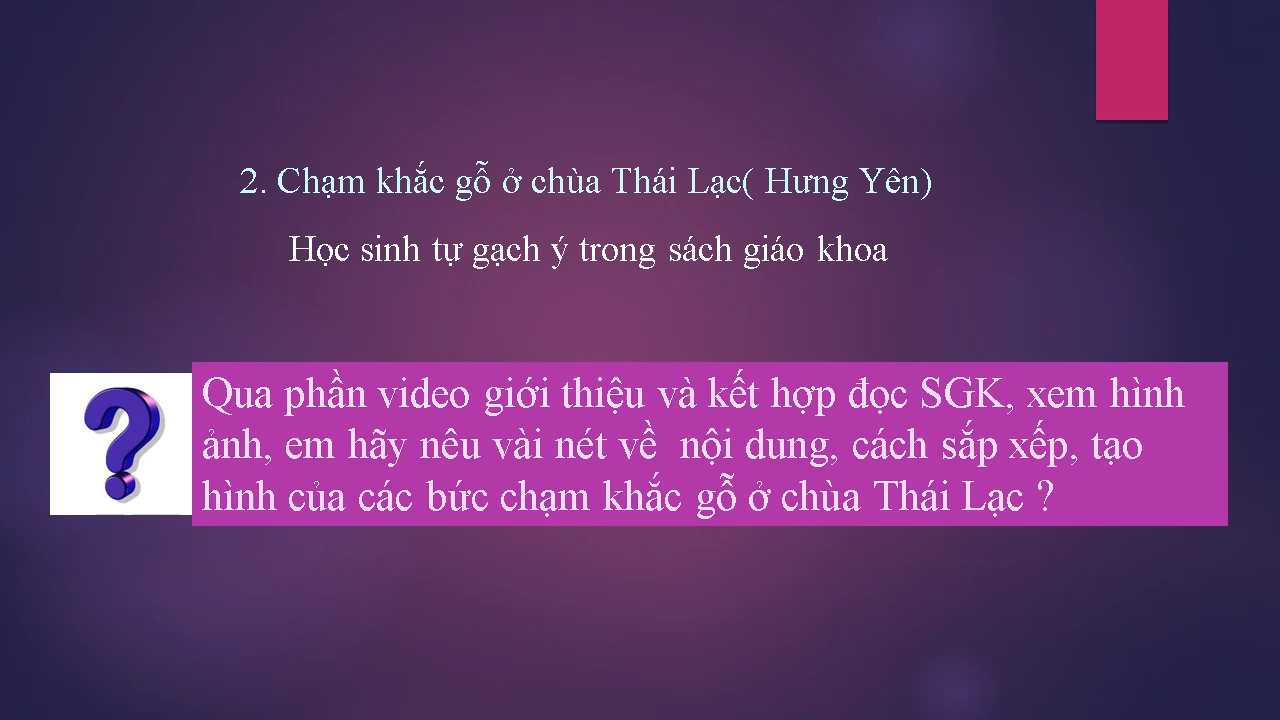 2. Chạm khắc gỗ ở chùa Thái Lạc( Hưng Yên)
Học sinh tự gạch ý trong sách giáo khoa
Qua phần video giới thiệu và kết hợp đọc SGK, xem hình
ảnh, em hãy nêu vài nét về nội dung, cách sắp xếp, tạo
hình của các bức chạm khắc gỗ ở chùa Thái Lạc ?